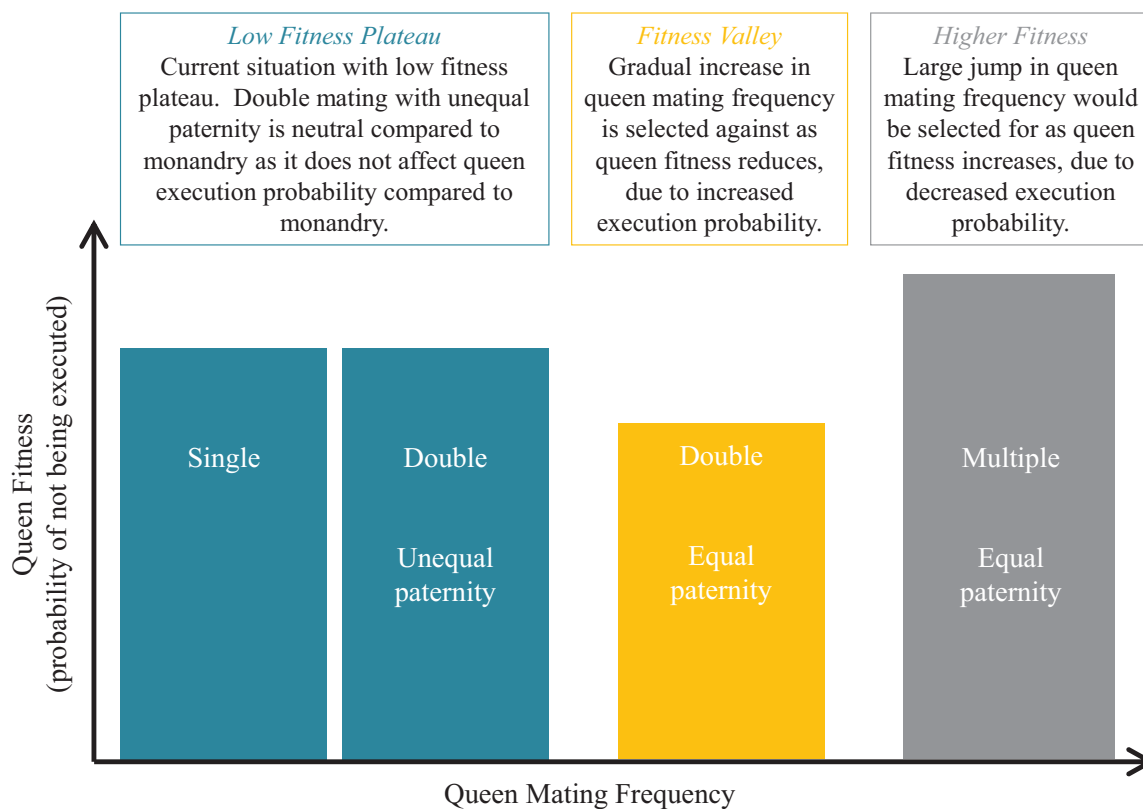 Low Fitness Plateau
Current situation with low fitness
plateau.  Double mating with unequal
paternity is neutral compared to
monandry as it does not affect queen
execution probability compared to
monandry.
Fitness Valley
Gradual increase in
queen mating frequency
is selected against as
queen fitness reduces,
due to increased
execution probability.
Higher Fitness
Large jump in queen
mating frequency would
be selected for as queen
fitness increases, due to
decreased execution
probability.
Queen Fitness
(probability of not being executed)
Single
Double
Unequal
paternity
Double
Equal
paternity
Multiple
Equal
paternity
Queen Mating Frequency